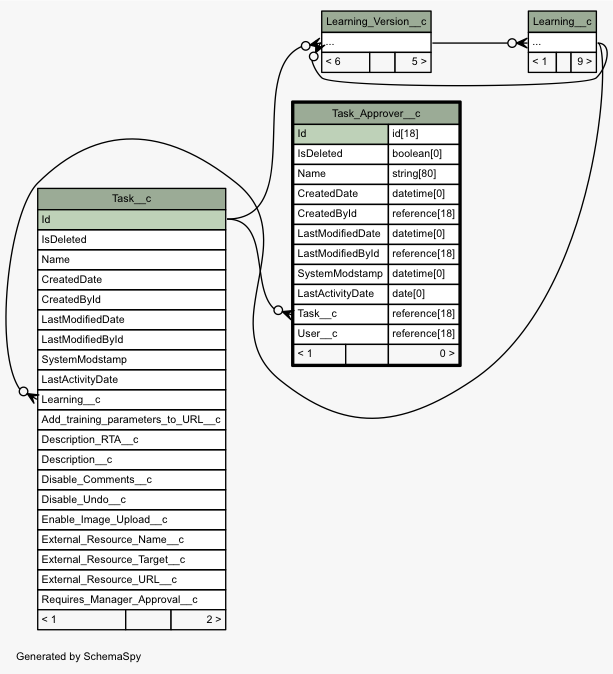 Learning_Version__c
...
< 6 5 >
Learning__c
...
< 1 9 >
Task_Approver__c
Id id[18]
IsDeleted boolean[0]
Name string[80]
CreatedDate datetime[0]
CreatedById reference[18]
LastModifiedDate datetime[0]
LastModifiedById reference[18]
SystemModstamp datetime[0]
LastActivityDate date[0]
Task__c reference[18]
User__c reference[18]
< 1 0 >
Task__c
Id
IsDeleted
Name
CreatedDate
CreatedById
LastModifiedDate
LastModifiedById
SystemModstamp
LastActivityDate
Learning__c
Add_training_parameters_to_URL__c
Description_RTA__c
Description__c
Disable_Comments__c
Disable_Undo__c
Enable_Image_Upload__c
External_Resource_Name__c
External_Resource_Target__c
External_Resource_URL__c
Requires_Manager_Approval__c
< 1 2 >
Generated by SchemaSpy